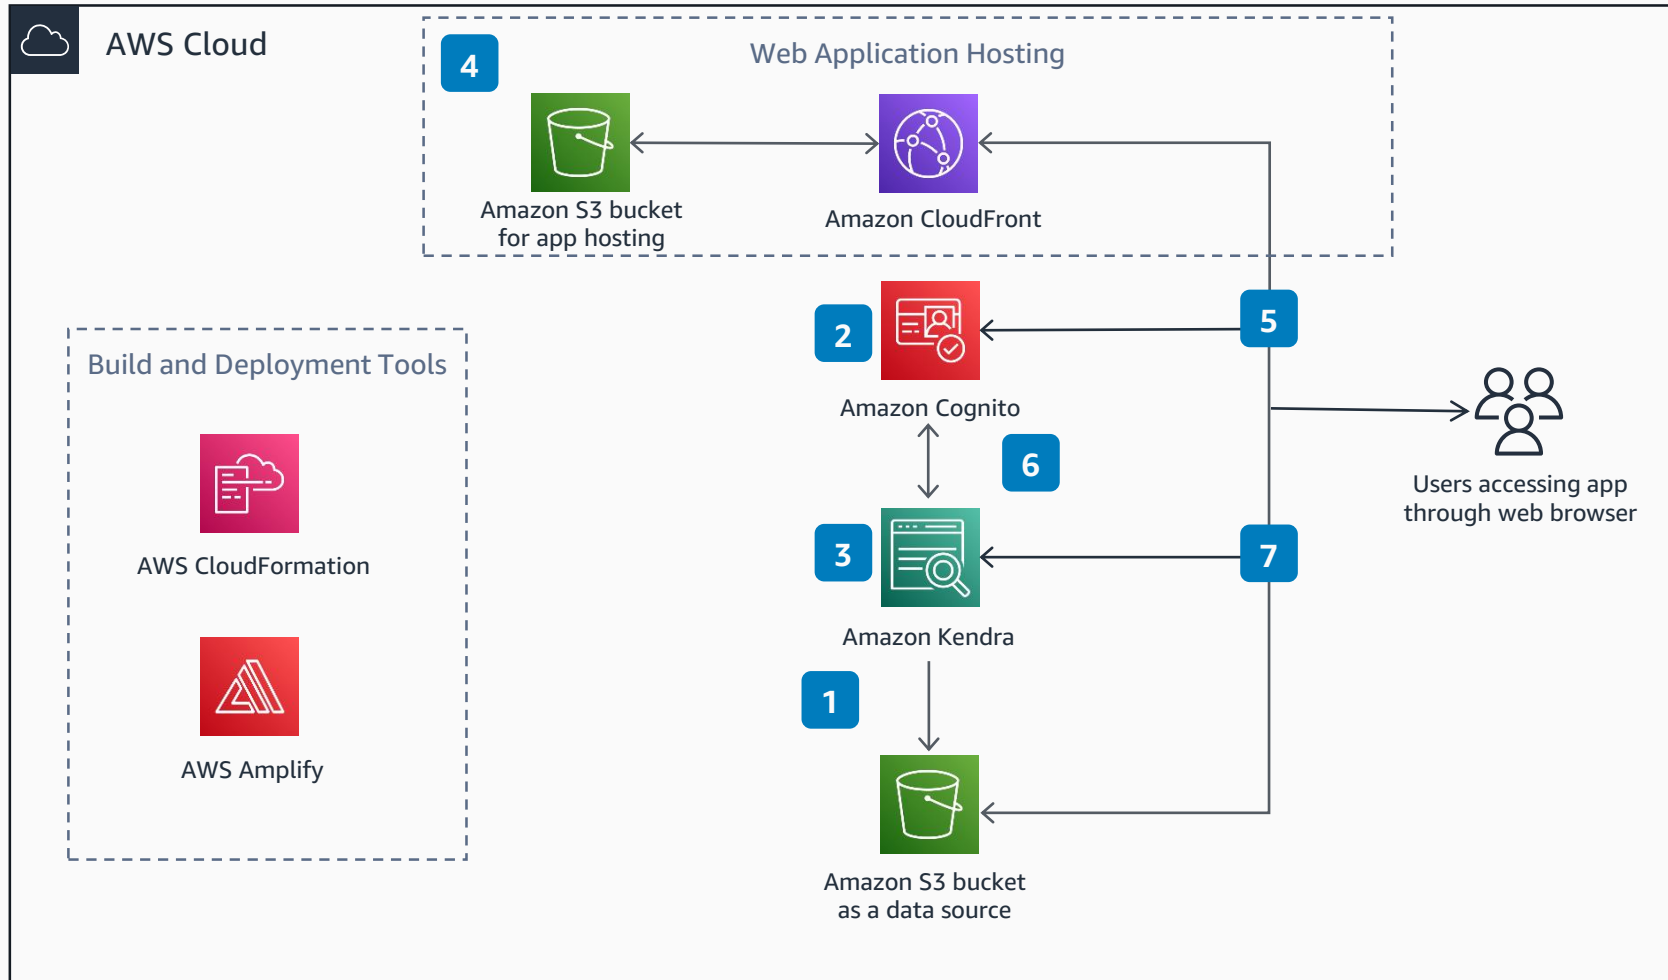 AWS Cloud
4
Web Application Hosting
Amazon S3 bucket
for app hosting
Amazon CloudFront
Build and Deployment Tools
AWS CloudFormation
AWS Amplify
2
Amazon Cognito
5
6
3
Amazon Kendra
7
1
Amazon S3 bucket
as a data source
Users accessing app
through web browser